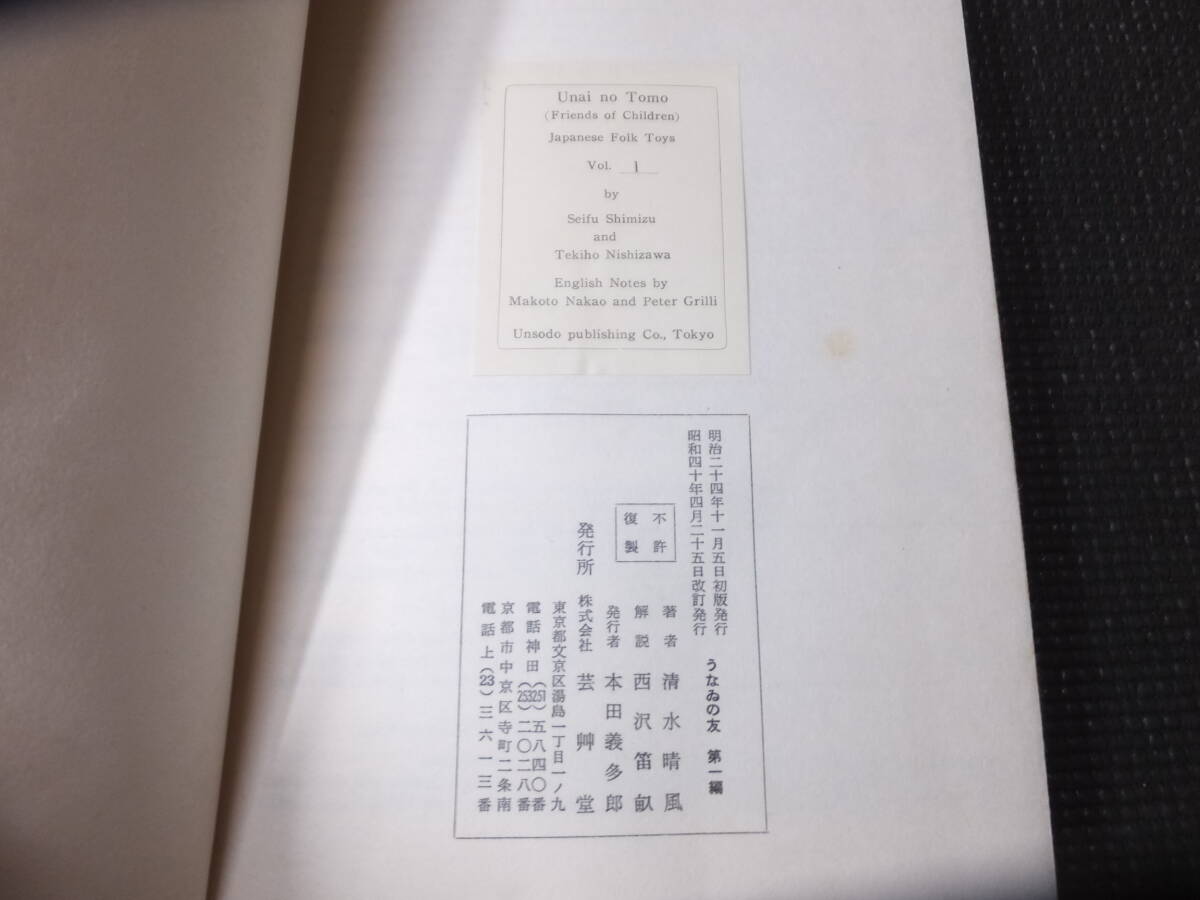 Unai no Tomo
(Friends of Children)
Japanese Folk Toys
Vol. 1
by
Seifu Shimizu
and
Tekiho Nishizawa
English Notes by
Makoto Nakao and Peter Grilli
Unsodo publishing Co., Tokyo
明治二十四年十一月五日初版発行
昭和四十年四月二十五日改訂発行
うなゐの友 第一編
不許
復製
著者 清水晴風
解説 西沢笛畝
発行者 本田義多郎
発行所 株式会社 芸艸堂
東京都文京区湯島一丁目一ノ九
電話神田(251)五八四〇番
(253)二〇二八番
京都市中京区寺町二条南
電話上(23)三六一三番